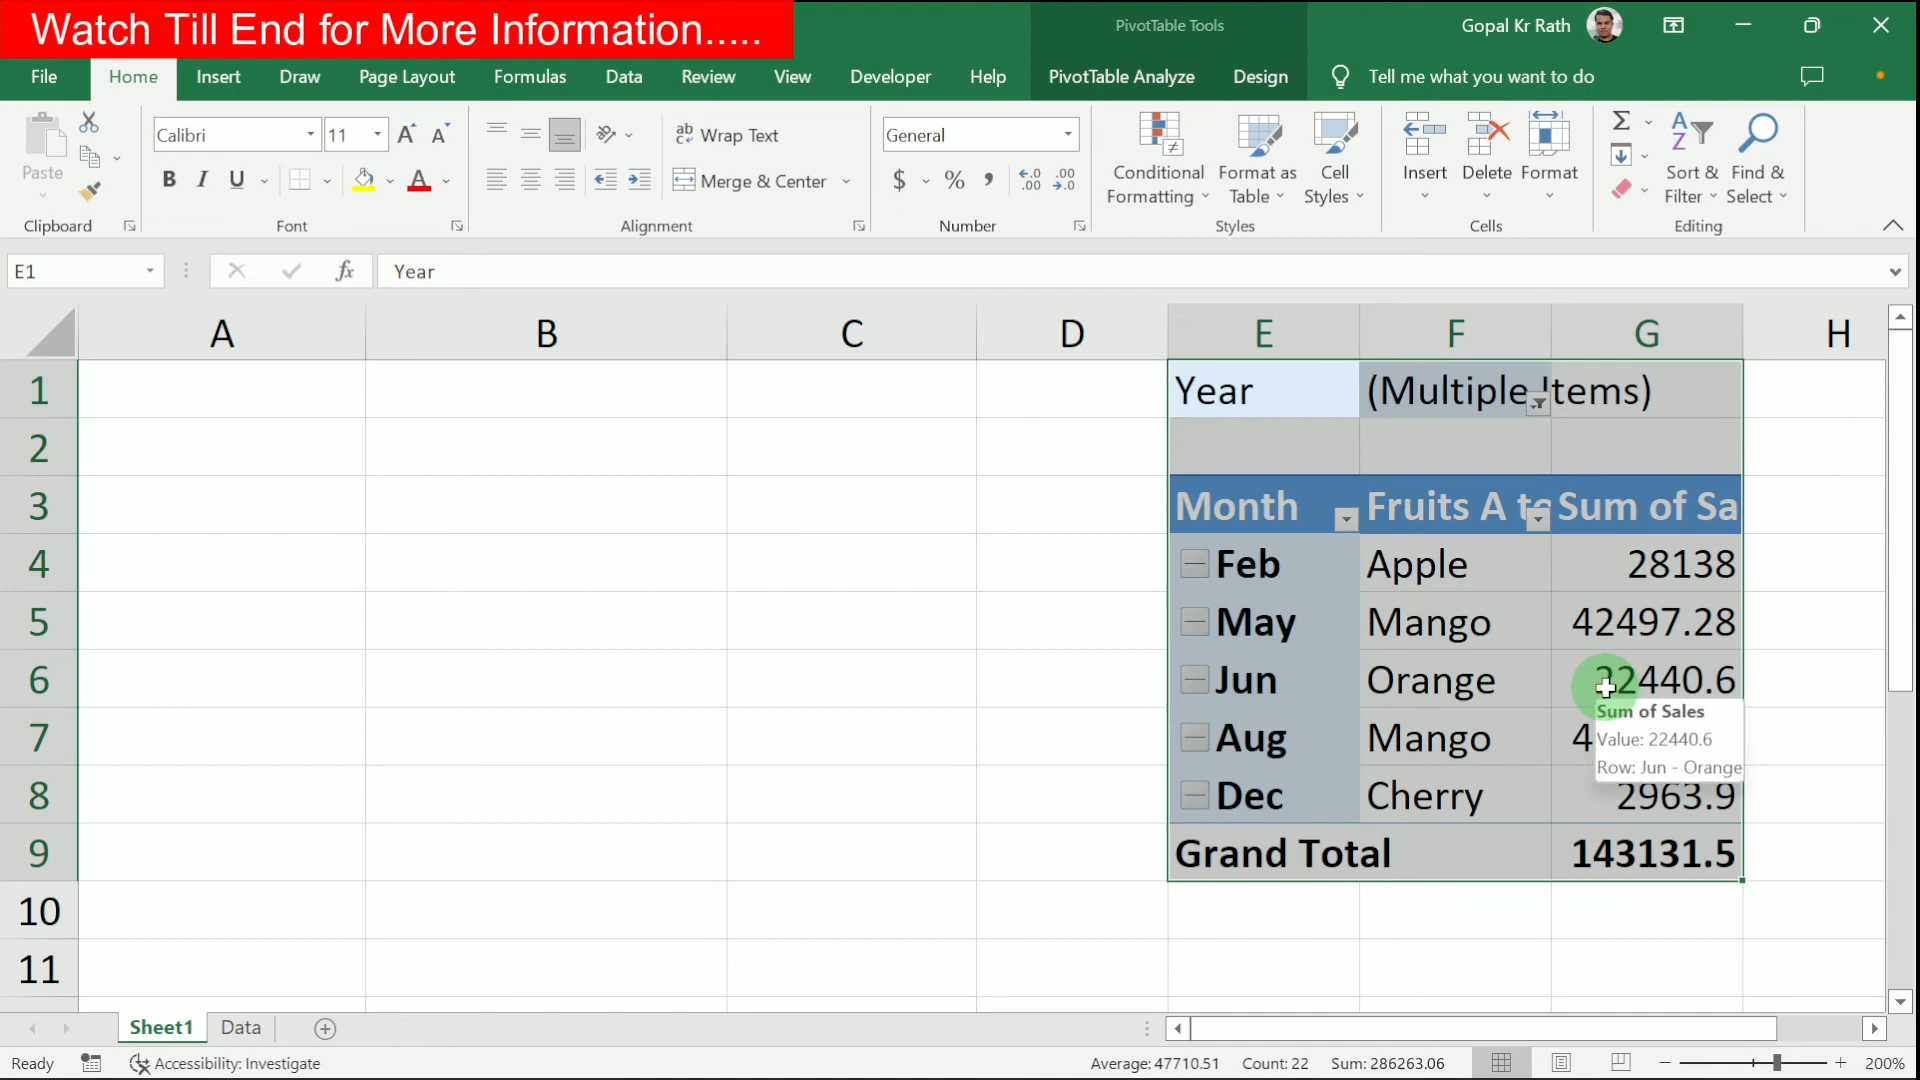 Watch Till End for More Information.....
PivotTable Tools
Gopal Kr Rath
File Home Insert Draw Page Layout Formulas Data Review View Developer Help PivotTable Analyze Design Tell me what you want to do
Paste
Calibri 11
Wrap Text
Merge & Center
General
Conditional Formatting
Format as Table
Cell Styles
Insert Delete Format
Sort & Filter
Find & Select
Clipboard Font Alignment Number Styles Cells Editing
E1 fx Year
A B C D E F G H
1 Year (Multiple Items)
2
3 Month Fruits A to Sum of Sa
4 Feb Apple 28138
5 May Mango 42497.28
6 Jun Orange 22440.6
Sum of Sales
Value: 22440.6
Row: Jun - Orange
7 Aug Mango 4
8 Dec Cherry 2963.9
9 Grand Total 143131.5
10
11
Sheet1 Data
Ready Accessibility: Investigate Average: 47710.51 Count: 22 Sum: 286263.06 200%